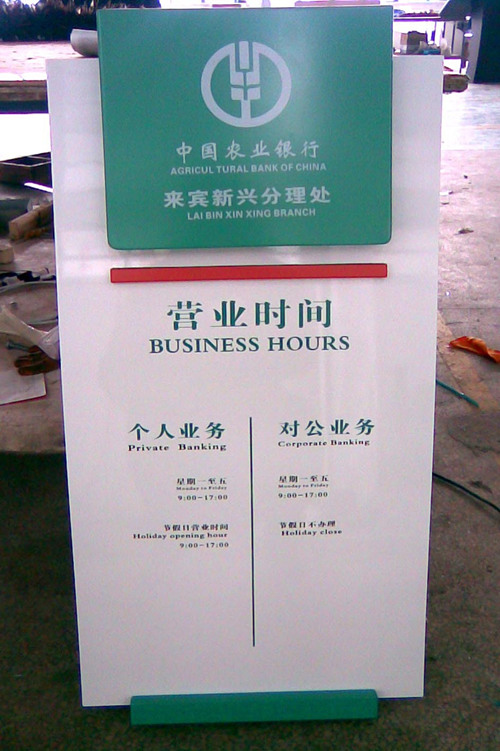 中国农业银行
AGRICUL TURAL BANK OF CHINA
来宾新兴分理处
LAI BIN XIN XING BRANCH
营业时间
BUSINESS HOURS
个人业务
Private Banking
星期一至五
Monday to Friday
9:00-17:00
节假日营业时间
Holiday opening hour
9:00-17:00
对公业务
Corporate Banking
星期一至五
Monday to Friday
9:00-17:00
节假日不办理
Holiday close